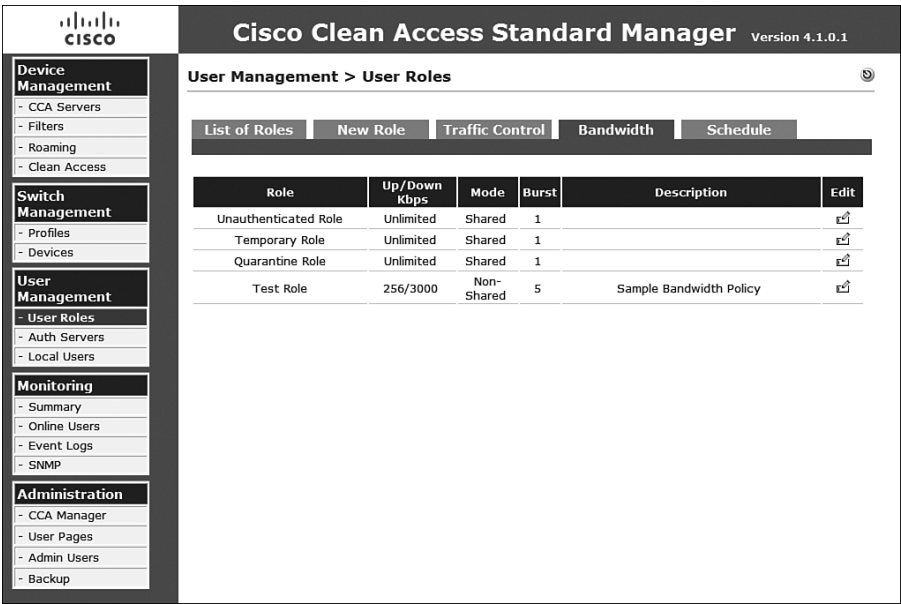 CISCO
Cisco Clean Access Standard Manager Version 4.1.0.1
Device
Management
- CCA Servers
- Filters
- Roaming
- Clean Access
Switch
Management
- Profiles
- Devices
User
Management
- User Roles
- Auth Servers
- Local Users
Monitoring
- Summary
- Online Users
- Event Logs
- SNMP
Administration
- CCA Manager
- User Pages
- Admin Users
- Backup
User Management > User Roles
List of Roles New Role Traffic Control Bandwidth Schedule
Role Up/Down Kbps Mode Burst Description Edit
Unauthenticated Role Unlimited Shared 1
Temporary Role Unlimited Shared 1
Quarantine Role Unlimited Shared 1
Test Role 256/3000 Non-Shared 5 Sample Bandwidth Policy